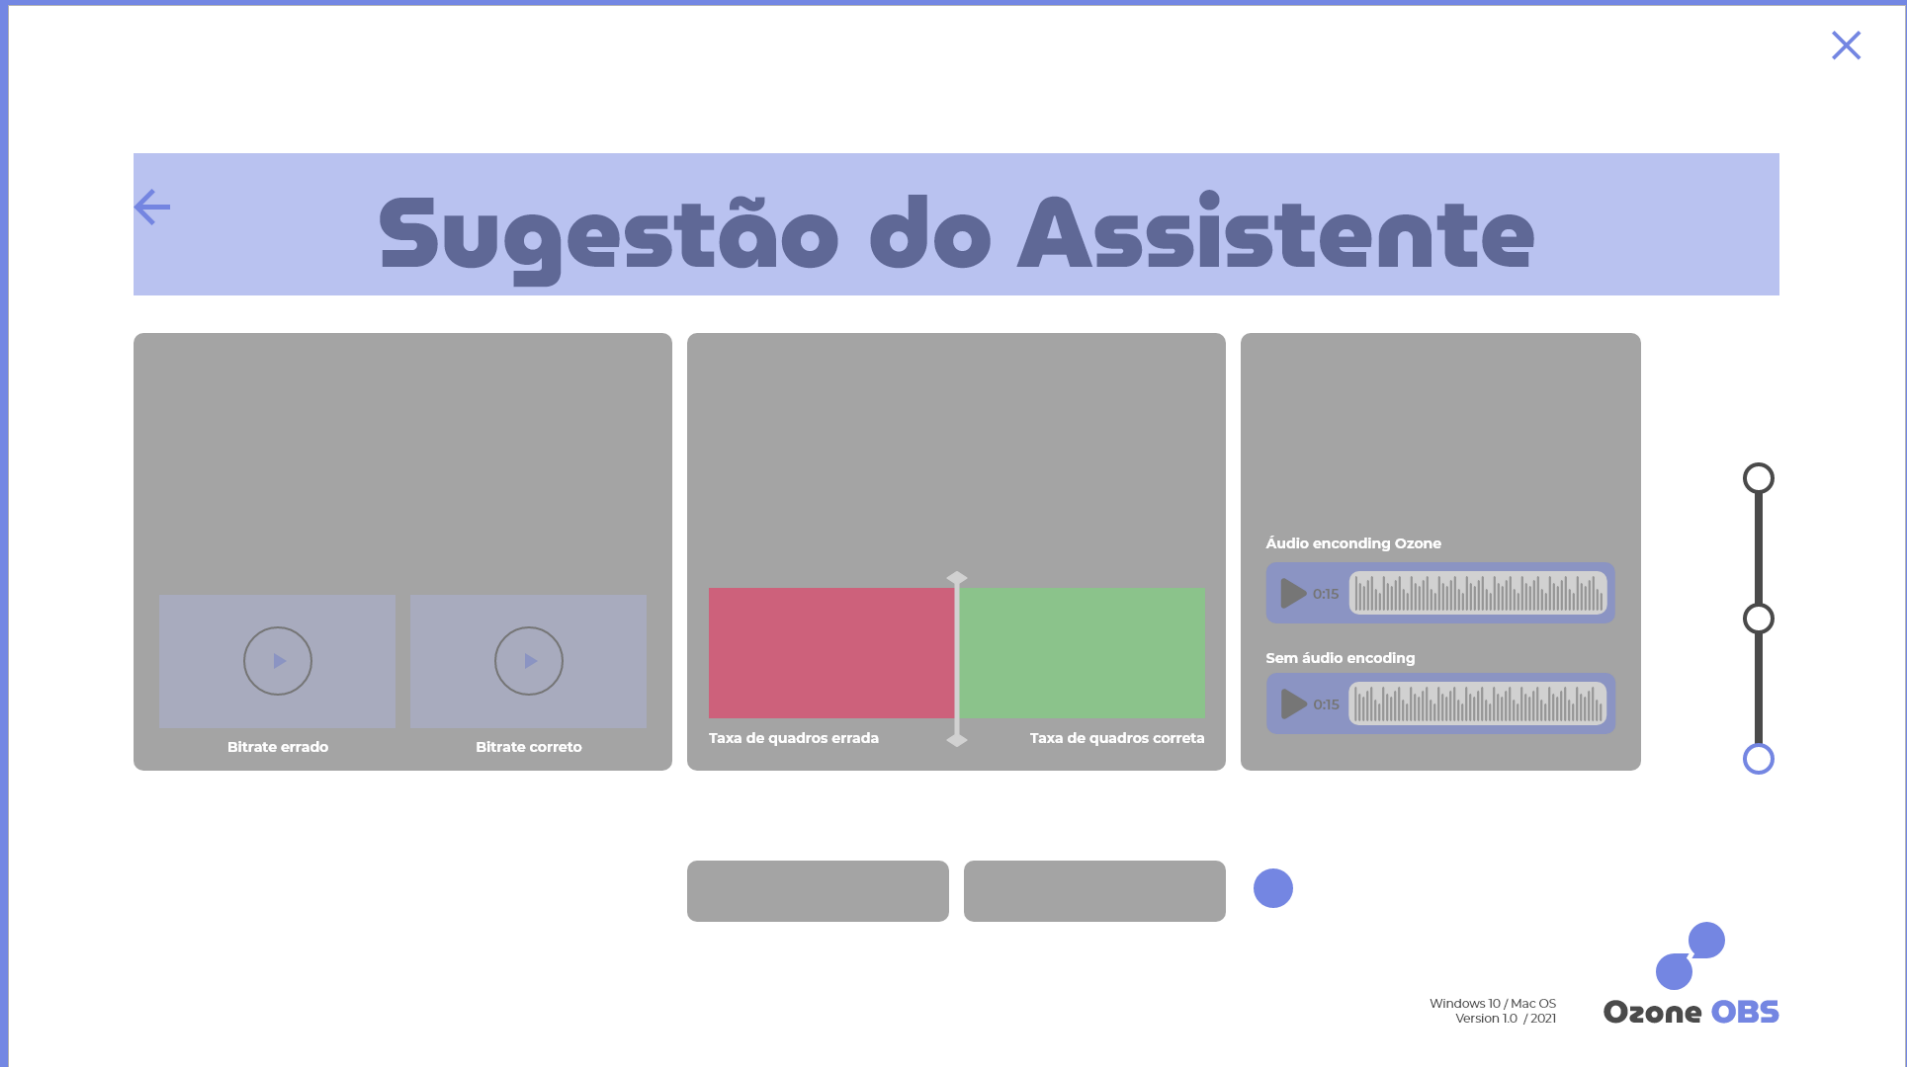 Sugestão do Assistente
Bitrate errado
Bitrate correto
Taxa de quadros errada
Taxa de quadros correta
Áudio enconding Ozone
0:15
Sem áudio encoding
0:15
Windows 10 / Mac OS
Version 1.0 / 2021
Ozone OBS